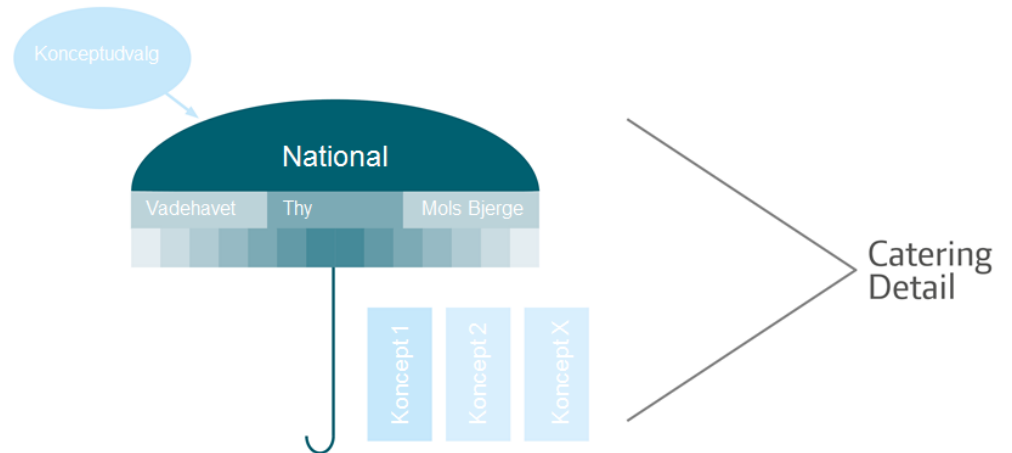 Konceptudvalg
National
Vadehavet
Thy
Mols Bjerge
Koncept 1
Koncept 2
Koncept X
Catering
Detail